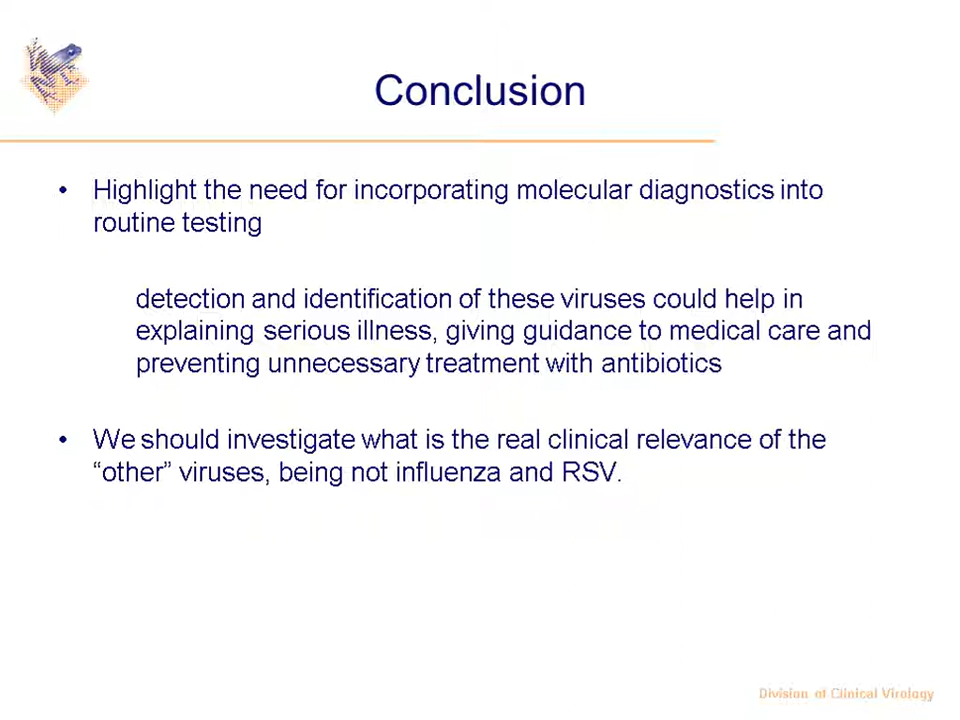 Conclusion
• Highlight the need for incorporating molecular diagnostics into
routine testing
detection and identification of these viruses could help in
explaining serious illness, giving guidance to medical care and
preventing unnecessary treatment with antibiotics
• We should investigate what is the real clinical relevance of the
“other” viruses, being not influenza and RSV.
Division of Clinical Virology